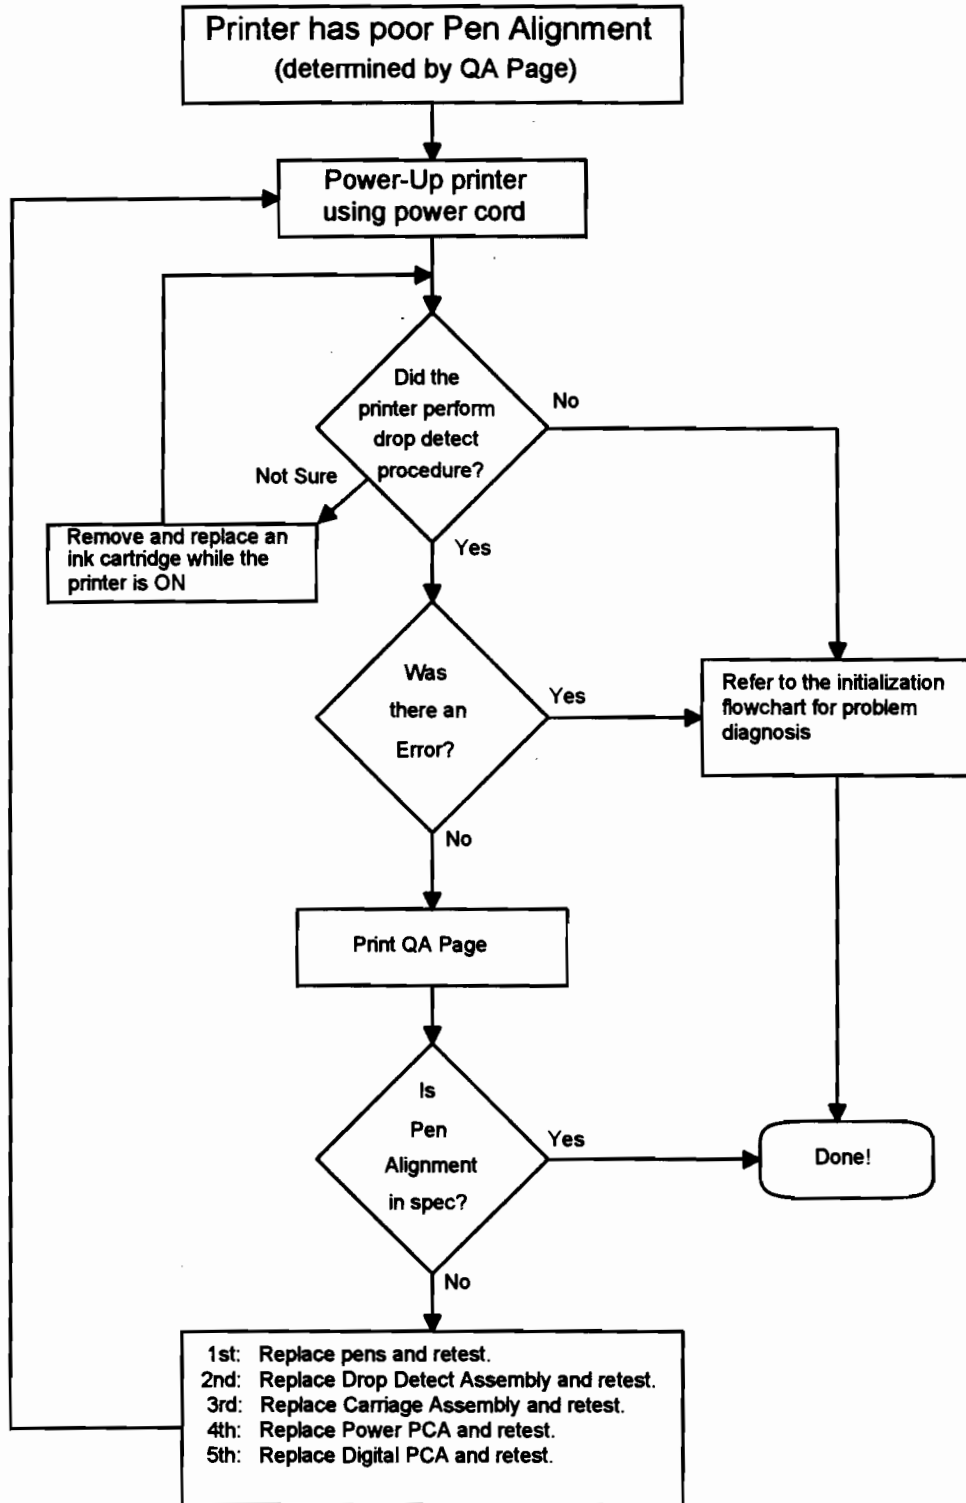 Printer has poor Pen Alignment
(determined by QA Page)
Power-Up printer
using power cord
Did the
printer perform
drop detect
procedure?
No
Not Sure
Remove and replace an
ink cartridge while the
printer is ON
Yes
Was
there an
Error?
Yes
Refer to the initialization
flowchart for problem
diagnosis
No
Print QA Page
Is
Pen
Alignment
in spec?
Yes
Done!
No
1st: Replace pens and retest.
2nd: Replace Drop Detect Assembly and retest.
3rd: Replace Carriage Assembly and retest.
4th: Replace Power PCA and retest.
5th: Replace Digital PCA and retest.